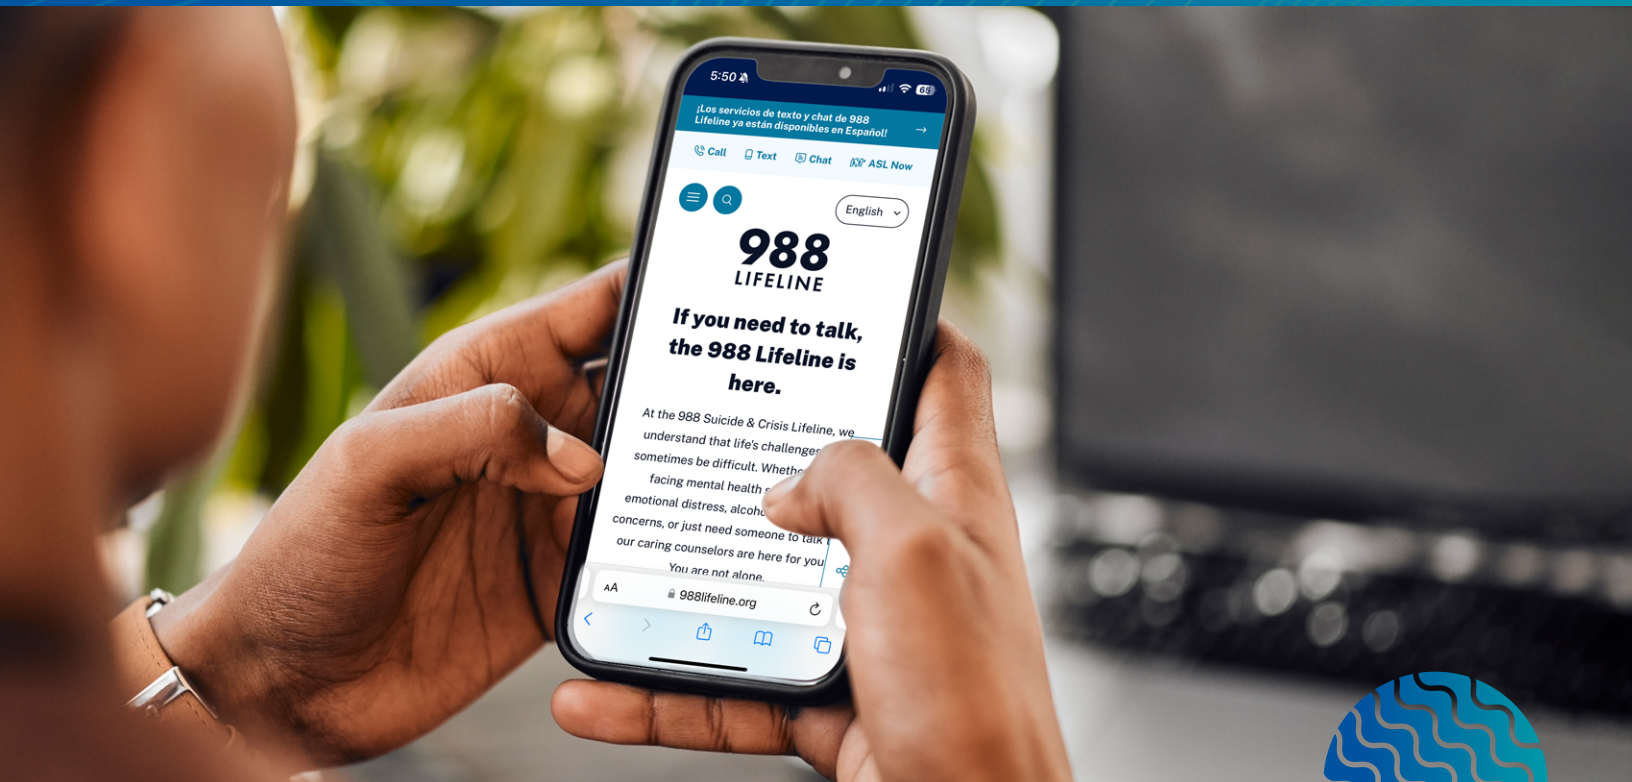 5:50
65
¡Los servicios de texto y chat de 988
Lifeline ya están disponibles en Español!
Call Text Chat ASL Now
English
988
LIFELINE
If you need to talk,
the 988 Lifeline is
here.
At the 988 Suicide & Crisis Lifeline, we
understand that life's challenges
sometimes be difficult. Whether
facing mental health
emotional distress,
concerns, or just need someone to talk
our caring counselors are here for you
You are not alone.
AA 988lifeline.org